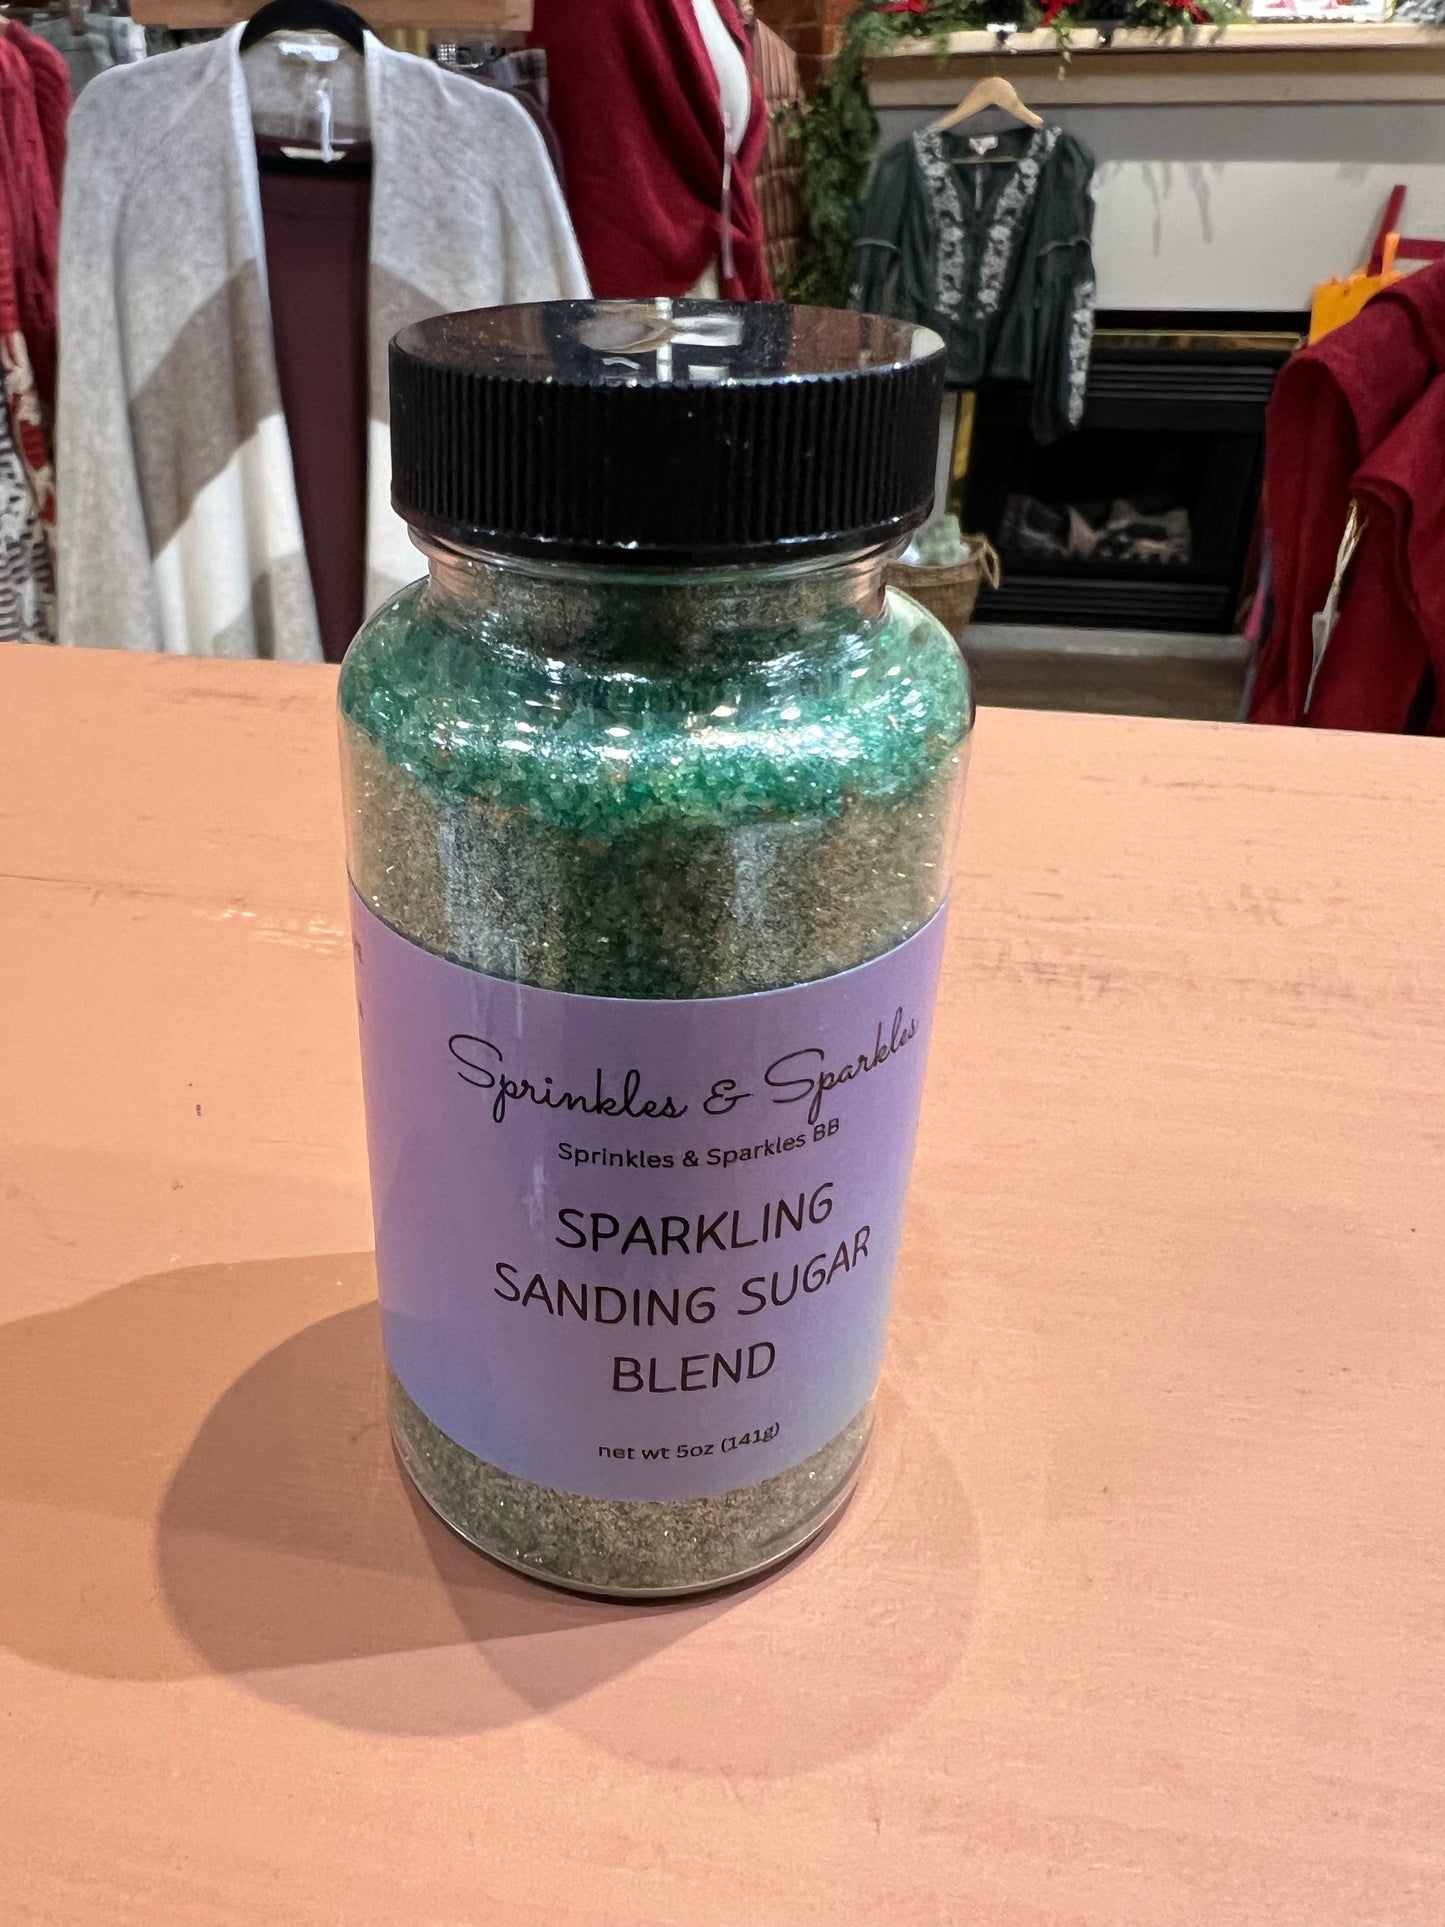 Sprinkles & Sparkles
Sprinkles & Sparkles BB
SPARKLING
SANDING SUGAR
BLEND
net wt 5oz (141g)